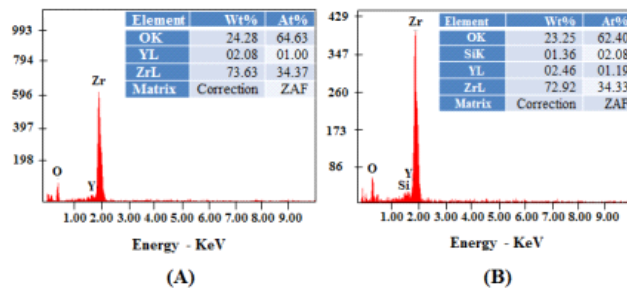 Element Wt% At%
OK 24.28 64.63
YL 02.08 01.00
ZrL 73.63 34.37
Matrix Correction ZAF
993
794
596
397
198
Zr
O
Y
1.00 2.00 3.00 4.00 5.00 6.00 7.00 8.00 9.00
Energy - KeV
(A)
Element Wt% At%
OK 23.25 62.40
SiK 01.36 02.08
YL 02.46 01.19
ZrL 72.92 34.33
Matrix Correction ZAF
429
347
260
173
86
Zr
O
Y
Si
1.00 2.00 3.00 4.00 5.00 6.00 7.00 8.00 9.00
Energy - KeV
(B)